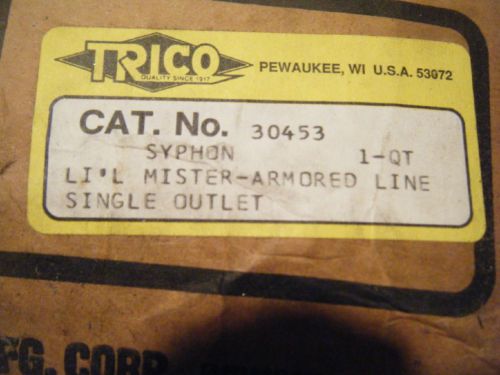 TRICO
QUALITY SINCE 1917
PEWAUKEE, WI U.S.A. 53072
CAT. No. 30453
SYPHON 1-QT
LI'L MISTER-ARMORED LINE
SINGLE OUTLET
FG. CORP.